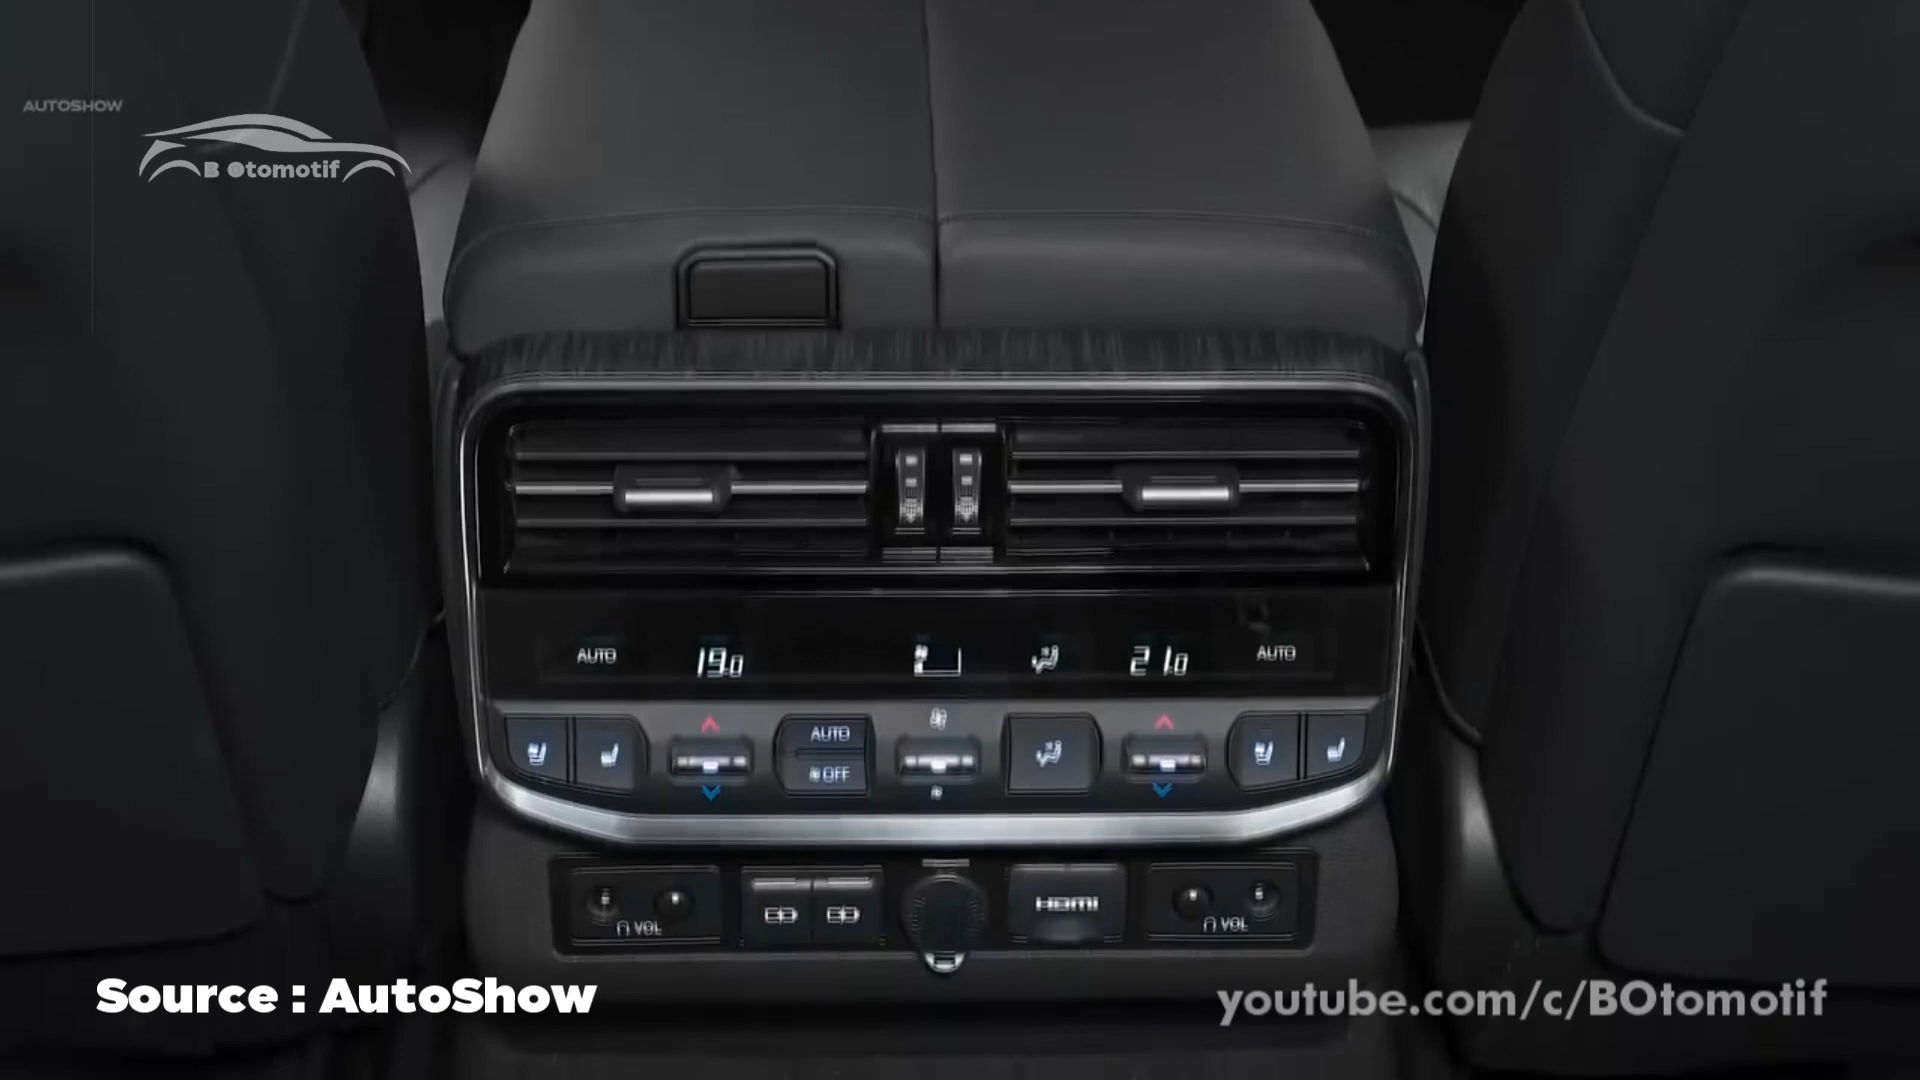 AUTOSHOW
B Otomotif
AUTO 19.0 21.0 AUTO
AUTO
OFF
VOL HDMI VOL
Source : AutoShow
youtube.com/c/BOtomotif